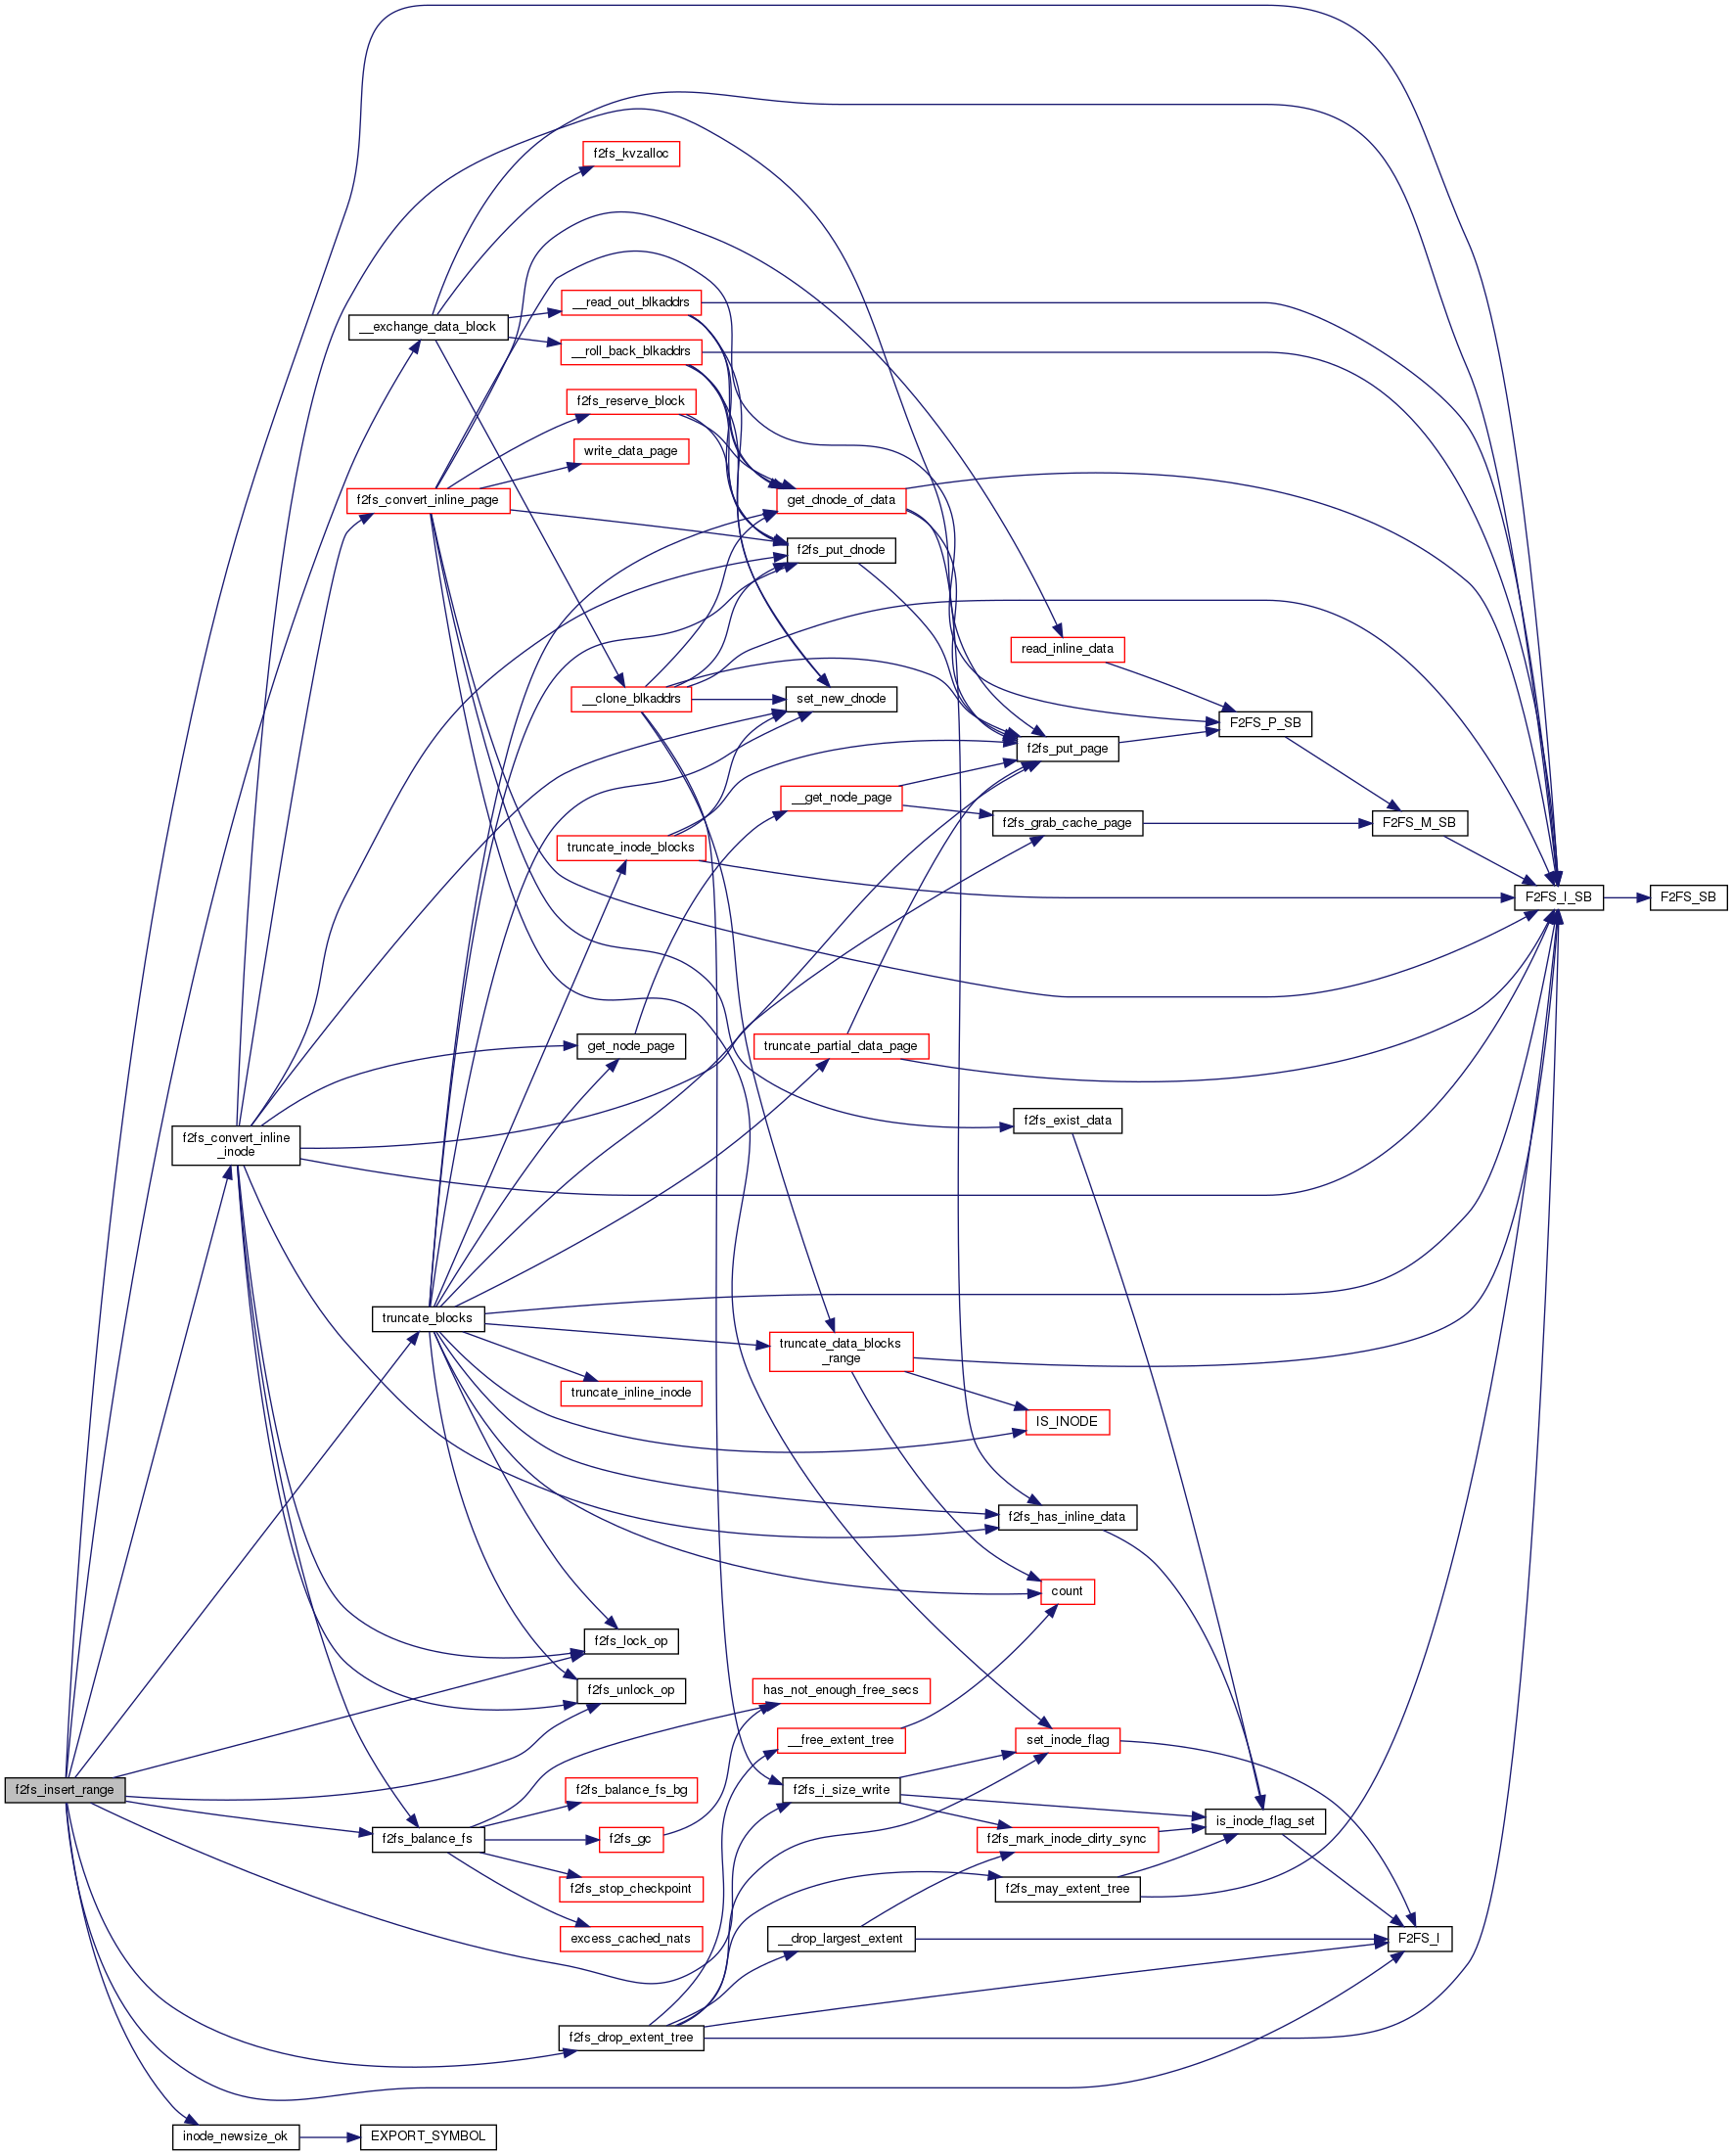 f2fs_kvzalloc
__read_out_blkaddrs
__exchange_data_block
__roll_back_blkaddrs
f2fs_reserve_block
write_data_page
f2fs_convert_inline_page
get_dnode_of_data
f2fs_put_dnode
read_inline_data
__clone_blkaddrs
set_new_dnode
F2FS_P_SB
f2fs_put_page
__get_node_page
f2fs_grab_cache_page
F2FS_M_SB
truncate_inode_blocks
F2FS_I_SB
F2FS_SB
get_node_page
truncate_partial_data_page
f2fs_exist_data
f2fs_convert_inline
_inode
truncate_blocks
truncate_data_blocks
_range
truncate_inline_inode
IS_INODE
f2fs_has_inline_data
count
f2fs_lock_op
f2fs_unlock_op
has_not_enough_free_secs
__free_extent_tree
set_inode_flag
f2fs_insert_range
f2fs_balance_fs_bg
f2fs_i_size_write
is_inode_flag_set
f2fs_balance_fs
f2fs_gc
f2fs_mark_inode_dirty_sync
f2fs_stop_checkpoint
f2fs_may_extent_tree
excess_cached_nats
__drop_largest_extent
F2FS_I
f2fs_drop_extent_tree
inode_newsize_ok
EXPORT_SYMBOL